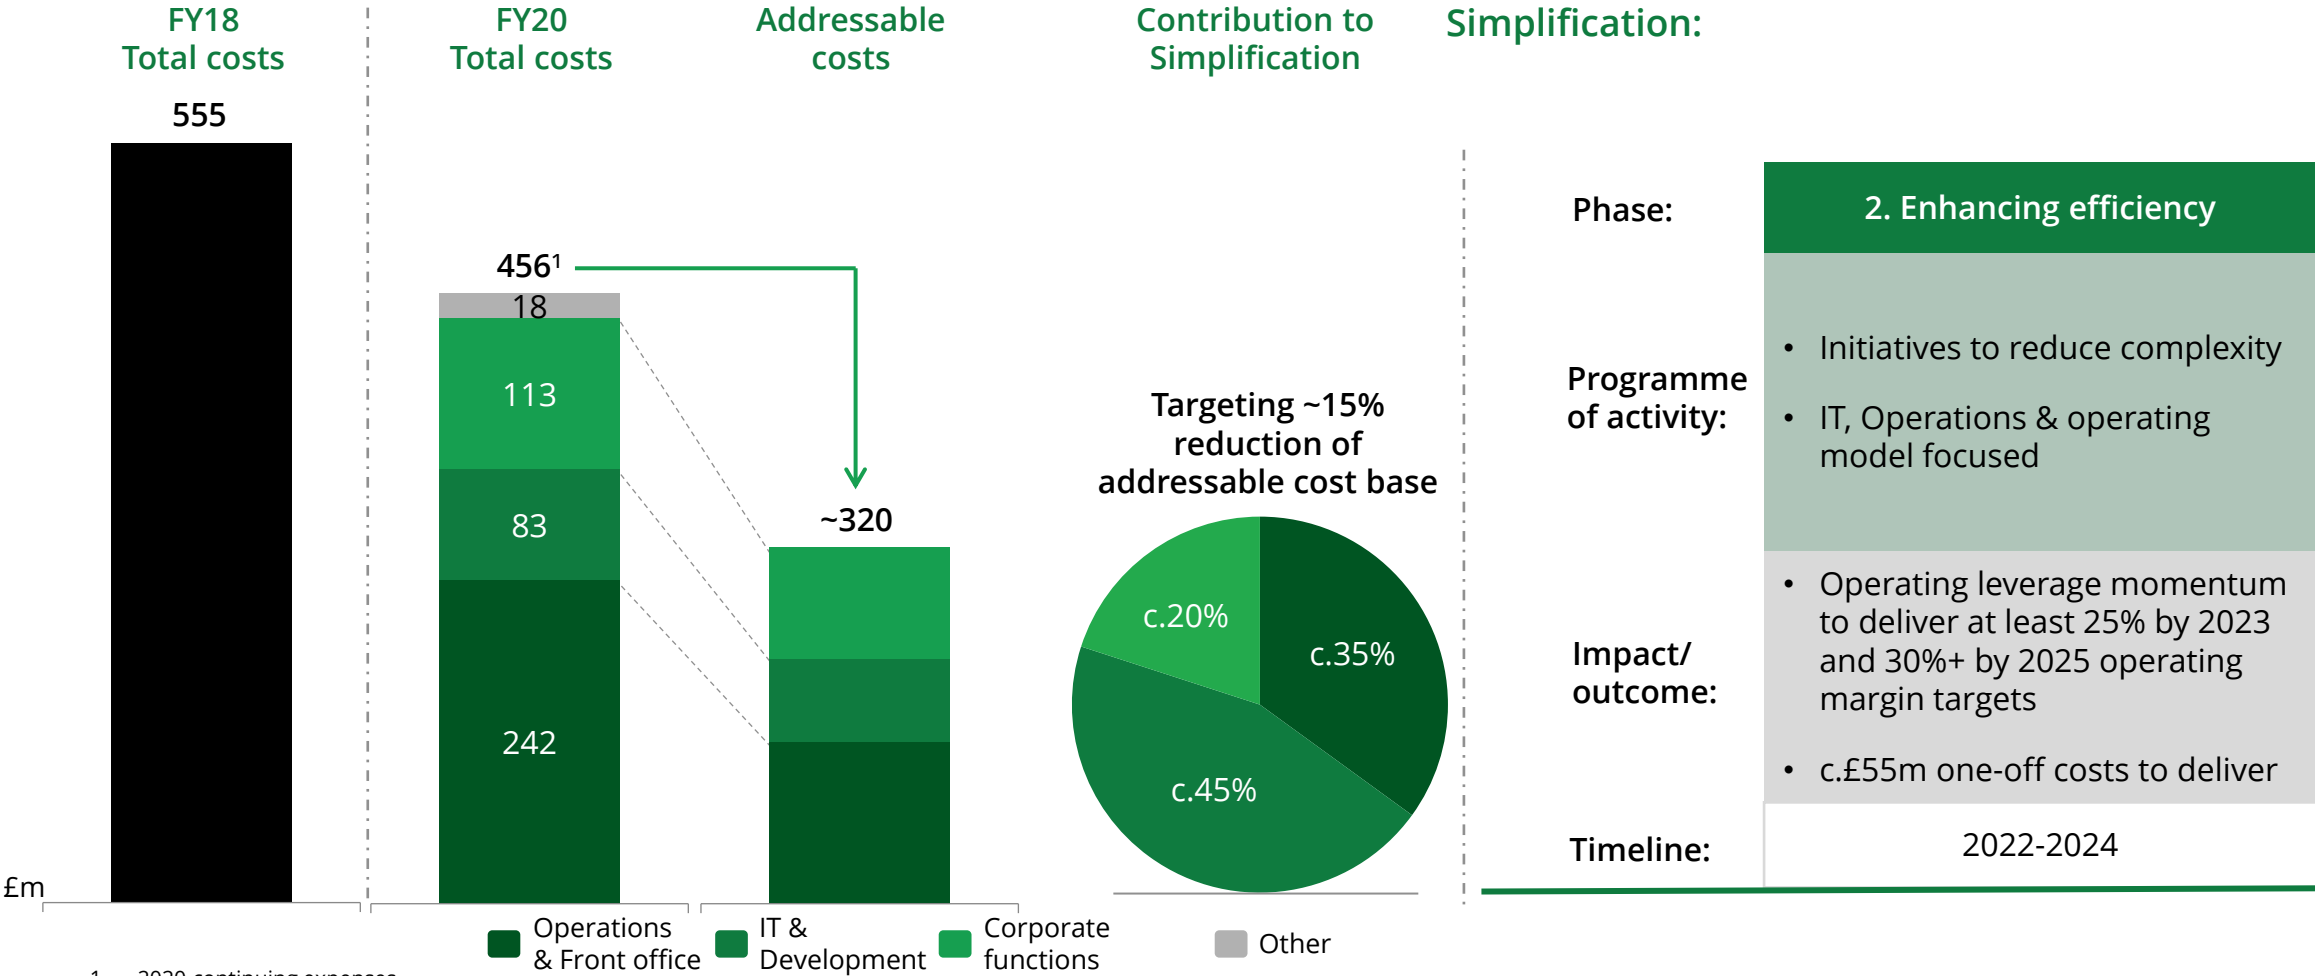 FY18
Total costs
FY20
Total costs
Addressable
costs
Contribution to
Simplification
Simplification:
555
456¹
18
113
83
242
~320
Targeting ~15%
reduction of
addressable cost base
c.20%
c.35%
c.45%
Phase:
2. Enhancing efficiency
Programme
of activity:
• Initiatives to reduce complexity
• IT, Operations & operating
model focused
Impact/
outcome:
• Operating leverage momentum
to deliver at least 25% by 2023
and 30%+ by 2025 operating
margin targets
• c.£55m one-off costs to deliver
Timeline:
2022-2024
£m
Operations
& Front office
IT &
Development
Corporate
functions
Other
1 2020 continuing expenses